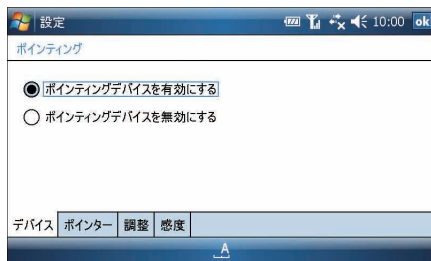 設定 10:00 ok
ポインティング
ポインティングデバイスを有効にする
ポインティングデバイスを無効にする
デバイス ポインター 調整 感度
A